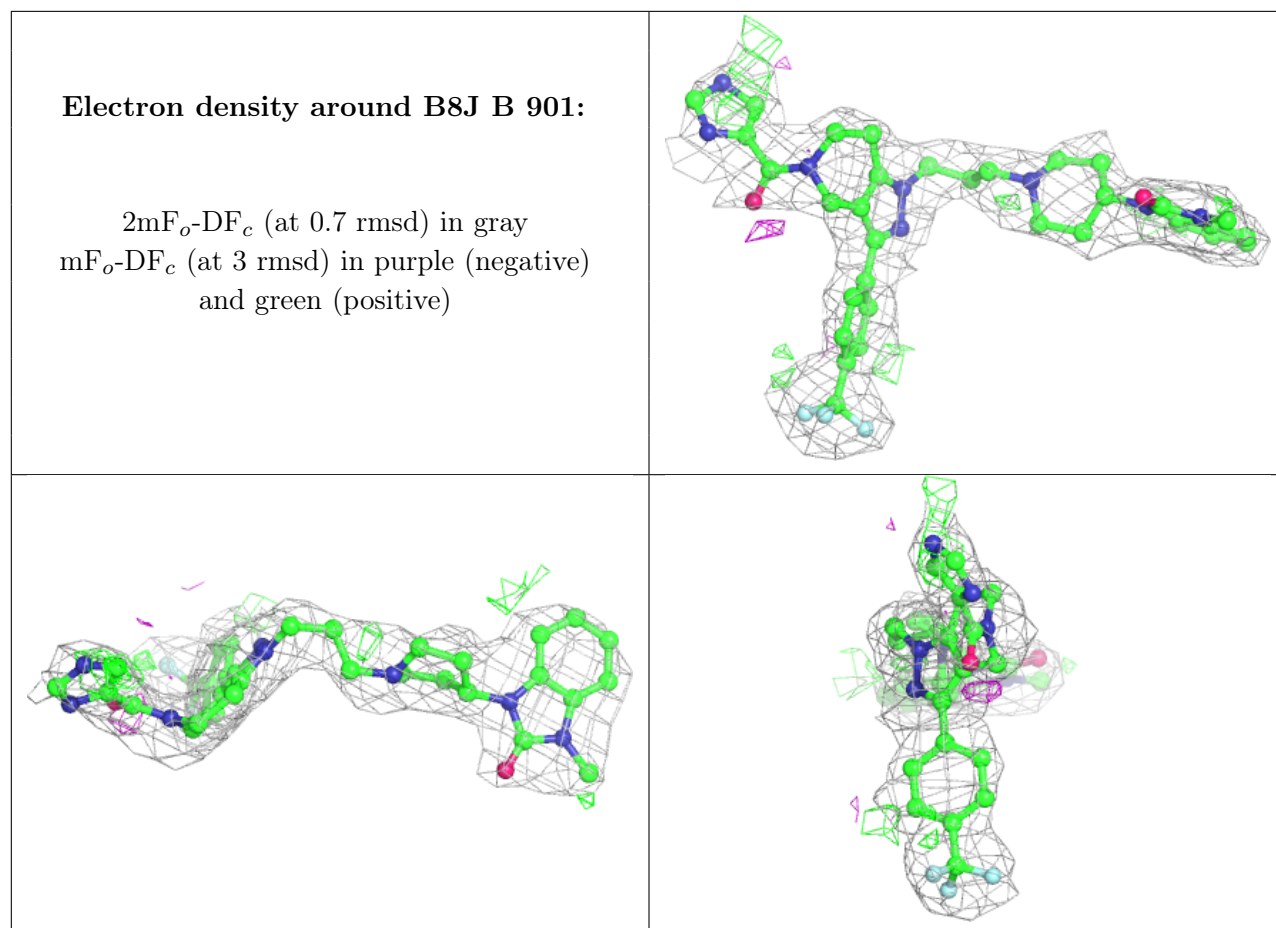 Electron density around B8J B 901:
2mFo-DFc (at 0.7 rmsd) in gray
mFo-DFc (at 3 rmsd) in purple (negative)
and green (positive)